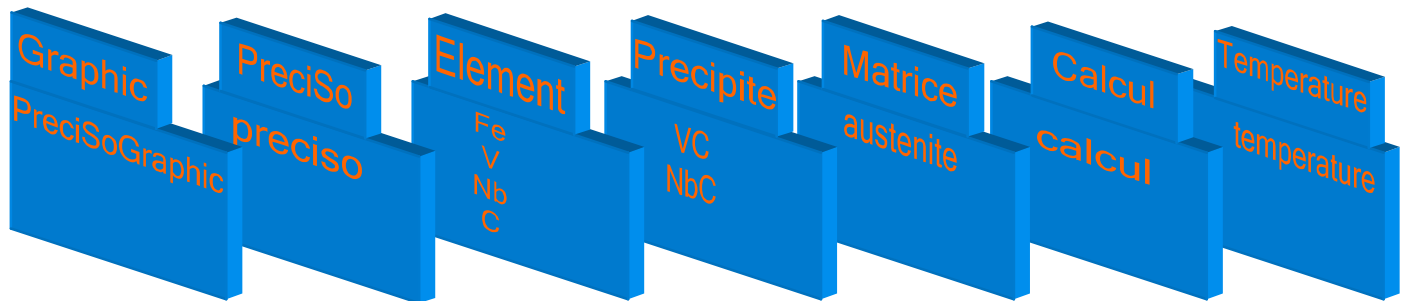 Graphic
PreciSoGraphic
PreciSo
preciso
Element
Fe
V
Nb
C
Precipite
VC
NbC
Matrice
austenite
Calcul
calcul
Temperature
temperature